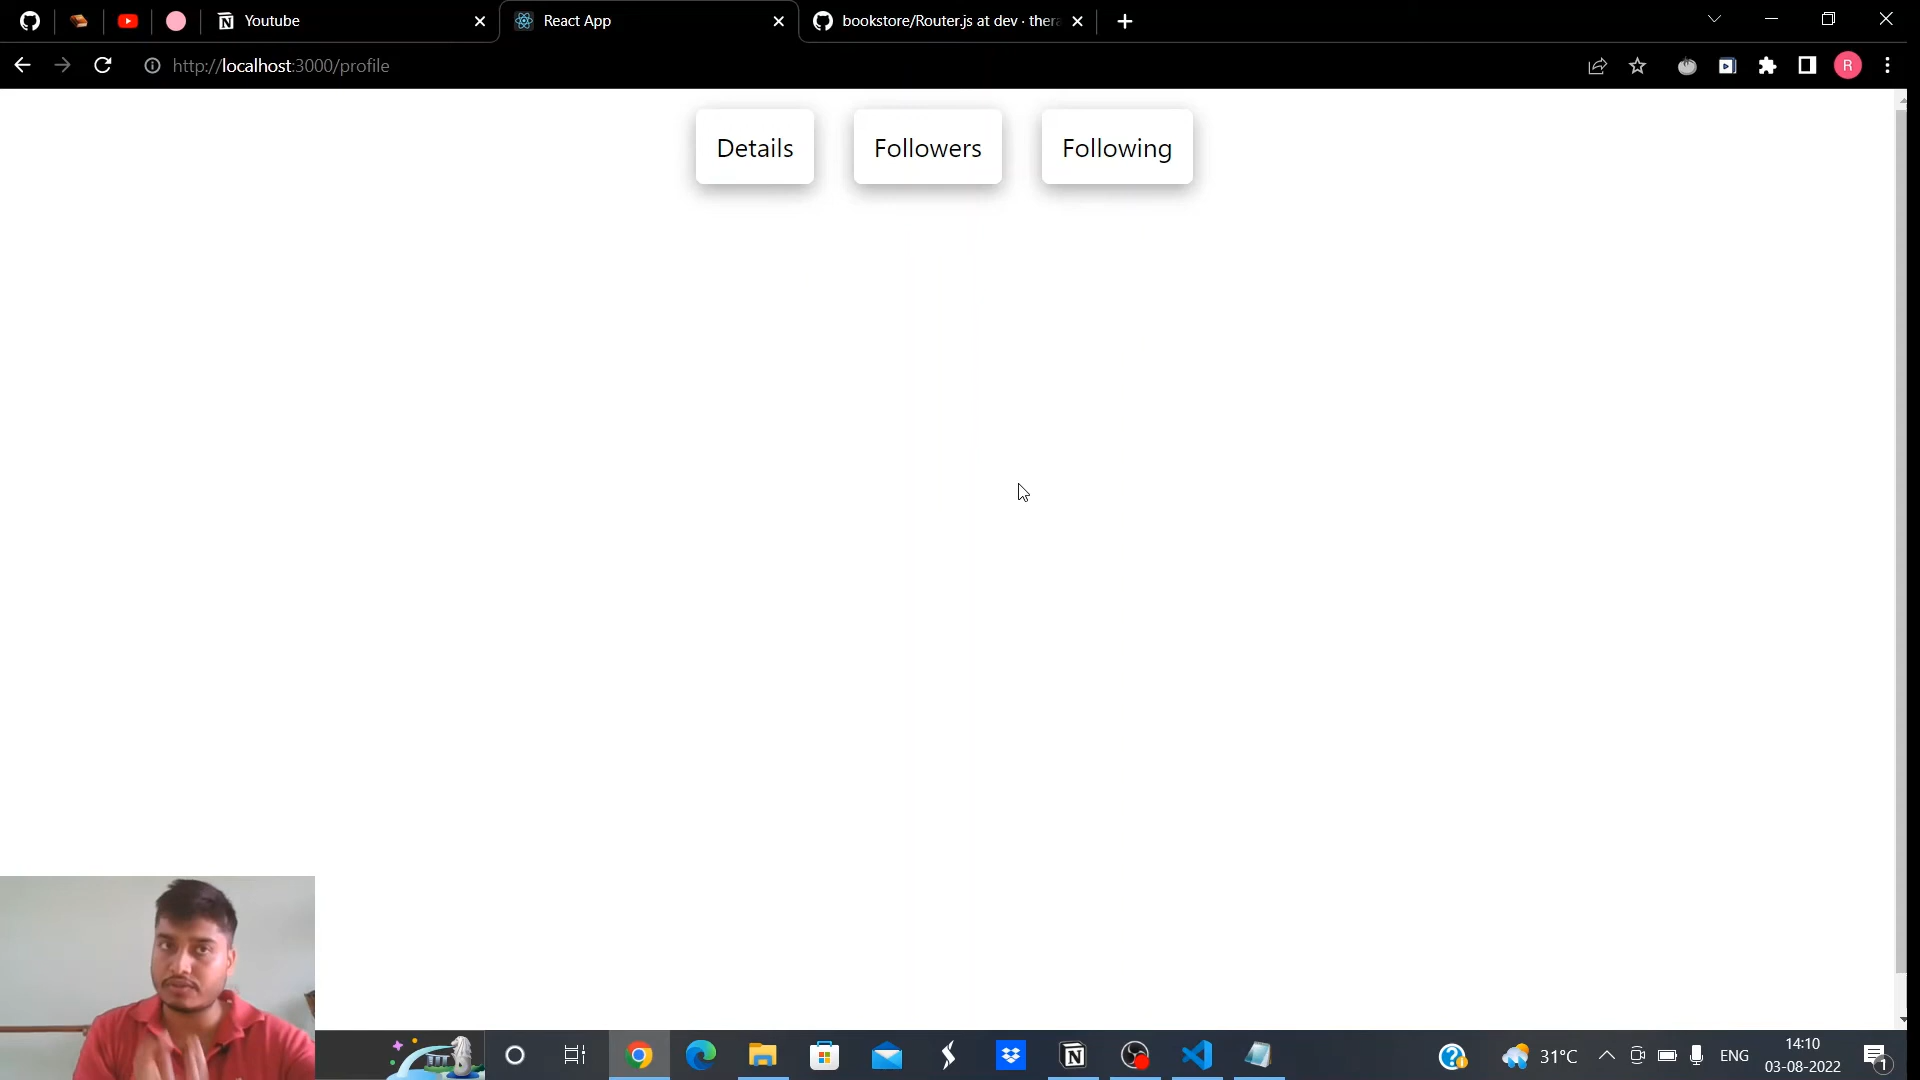 Youtube
React App
bookstore/Router.js at dev · thera
http://localhost:3000/profile
R
Details
Followers
Following
31°C
ENG
14:10
03-08-2022
1